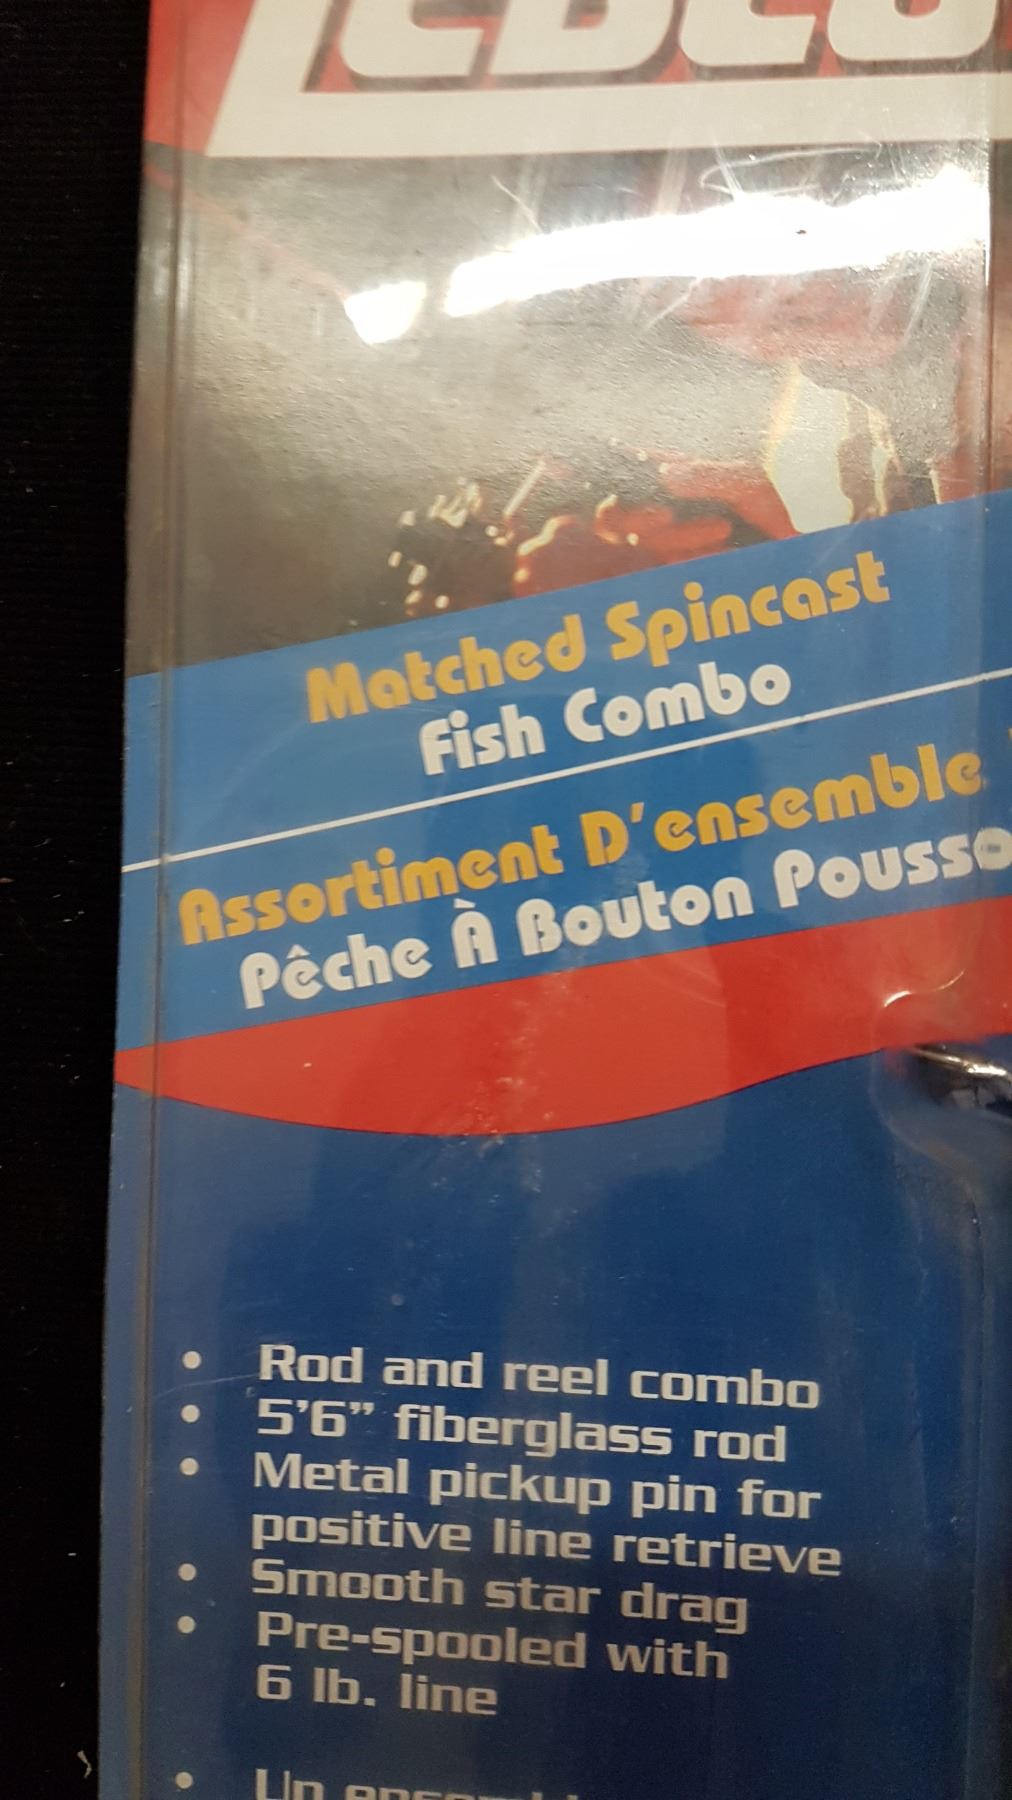 Matched Spincast
Fish Combo
Assortiment D'ensemble
Pêche À Bouton
• Rod and reel combo
• 5'6" fiberglass rod
• Metal pickup pin for
positive line retrieve
• Smooth star drag
• Pre-spooled with
6 lb. line
• Un